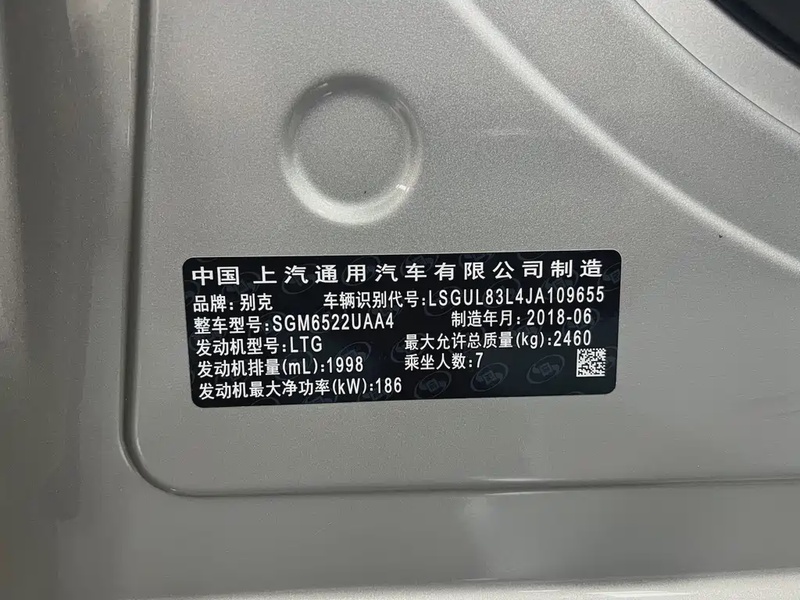 中国 上汽通用汽车有限公司制造
品牌:别克 车辆识别代号:LSGUL83L4JA109655
整车型号:SGM6522UAA4 制造年月:2018-06
发动机型号:LTG 最大允许总质量(kg):2460
发动机排量(mL):1998 乘坐人数:7
发动机最大净功率(kW):186